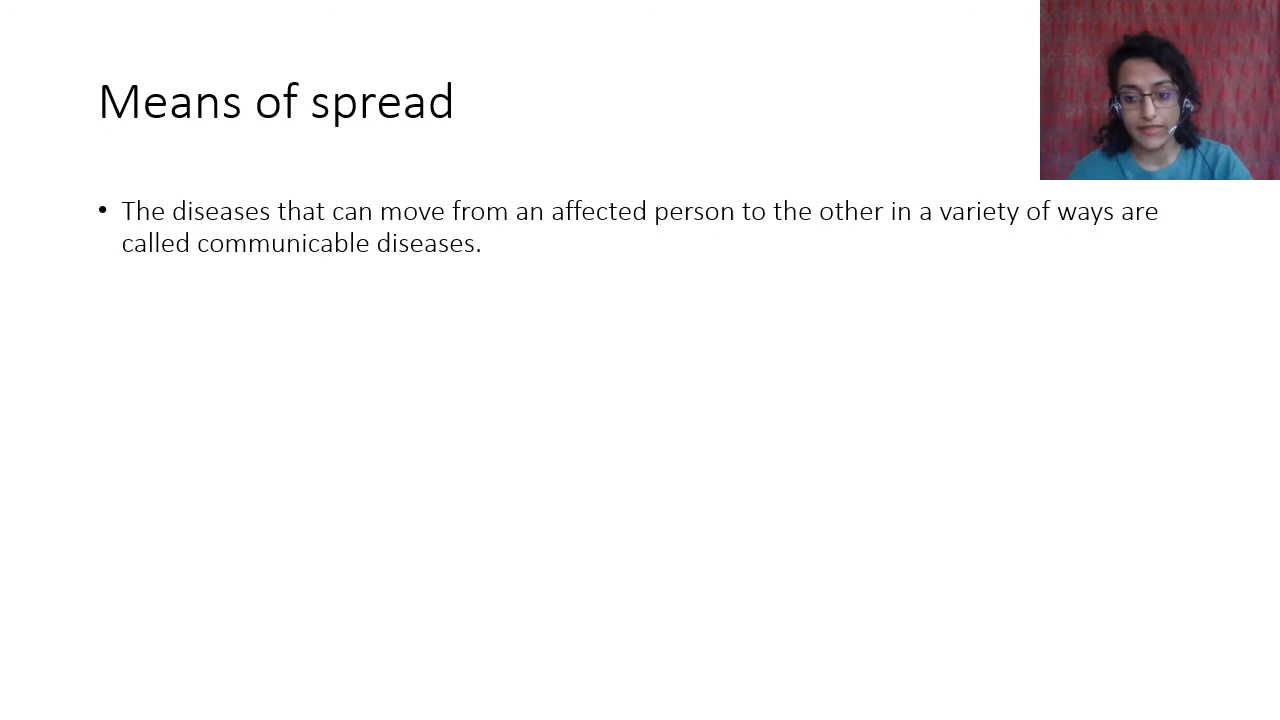 Means of spread
• The diseases that can move from an affected person to the other in a variety of ways are
called communicable diseases.